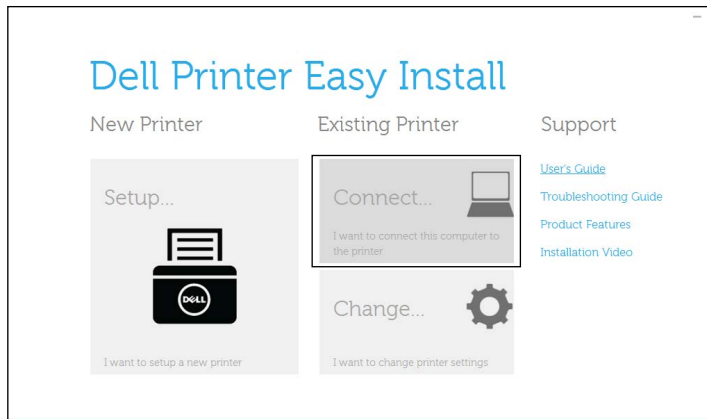 Dell Printer Easy Install
New Printer
Existing Printer
Support
Setup...
DELL
I want to setup a new printer
Connect...
I want to connect this computer to
the printer
Change...
I want to change printer settings
User's Guide
Troubleshooting Guide
Product Features
Installation Video